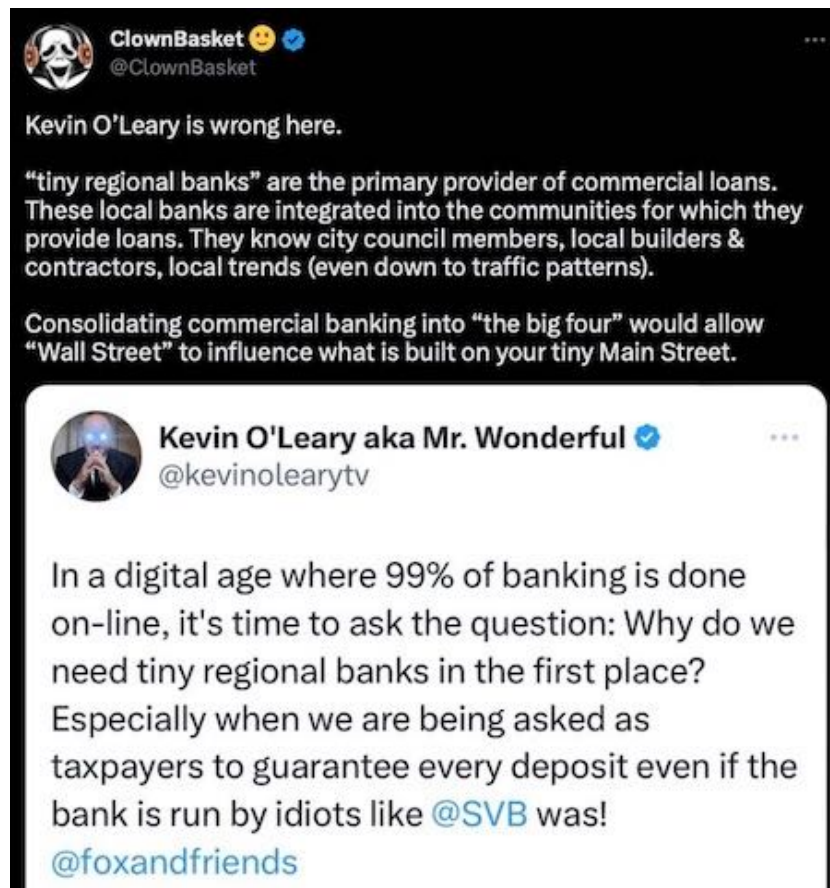 ClownBasket
@ClownBasket
Kevin O’Leary is wrong here.
“tiny regional banks” are the primary provider of commercial loans.
These local banks are integrated into the communities for which they
provide loans. They know city council members, local builders &
contractors, local trends (even down to traffic patterns).
Consolidating commercial banking into “the big four” would allow
“Wall Street” to influence what is built on your tiny Main Street.
Kevin O'Leary aka Mr. Wonderful
@kevinolearytv
In a digital age where 99% of banking is done
on-line, it's time to ask the question: Why do we
need tiny regional banks in the first place?
Especially when we are being asked as
taxpayers to guarantee every deposit even if the
bank is run by idiots like @SVB was!
@foxandfriends